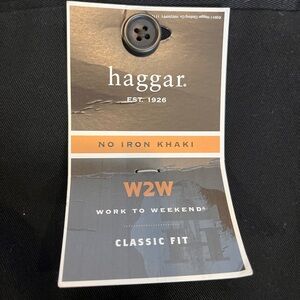 haggar.
EST. 1926
NO IRON KHAKI
W2W
WORK TO WEEKEND®
CLASSIC FIT